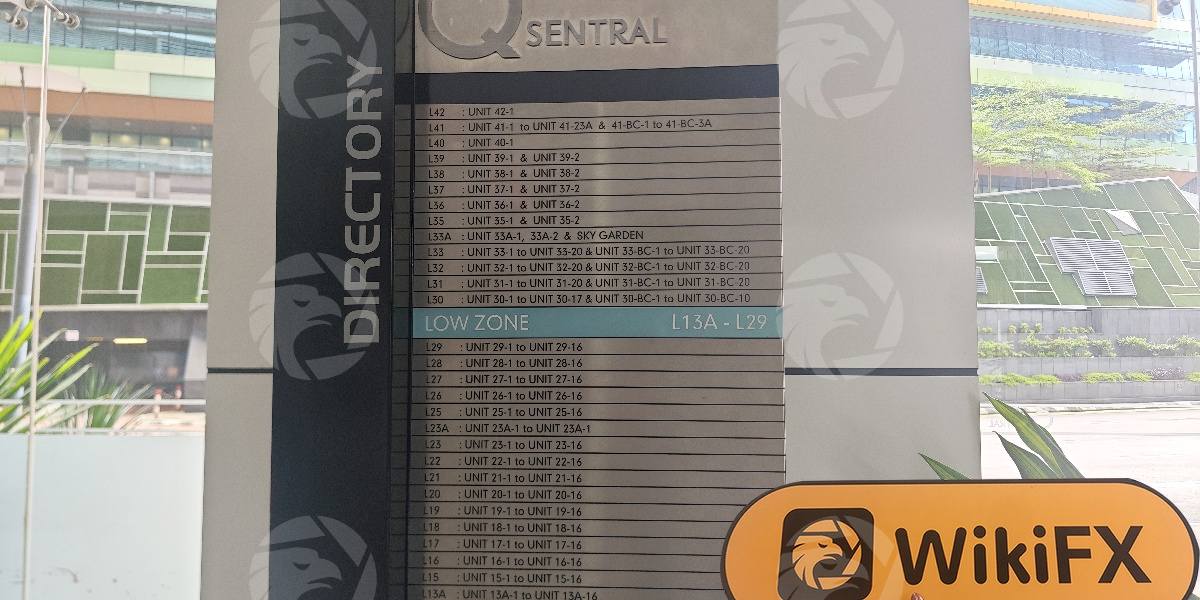 Q SENTRAL
DIRECTORY
L42 : UNIT 42-1
L41 : UNIT 41-1 to UNIT 41-23A & 41-BC-1 to 41-BC-3A
L40 : UNIT 40-1
L39 : UNIT 39-1 & UNIT 39-2
L38 : UNIT 38-1 & UNIT 38-2
L37 : UNIT 37-1 & UNIT 37-2
L36 : UNIT 36-1 & UNIT 36-2
L35 : UNIT 35-1 & UNIT 35-2
L33A : UNIT 33A-1, 33A-2 & SKY GARDEN
L33 : UNIT 33-1 to UNIT 33-20 & UNIT 33-BC-1 to UNIT 33-BC-20
L32 : UNIT 32-1 to UNIT 32-20 & UNIT 32-BC-1 to UNIT 32-BC-20
L31 : UNIT 31-1 to UNIT 31-20 & UNIT 31-BC-1 to UNIT 31-BC-20
L30 : UNIT 30-1 to UNIT 30-17 & UNIT 30-BC-1 to UNIT 30-BC-10
LOW ZONE L13A - L29
L29 : UNIT 29-1 to UNIT 29-16
L28 : UNIT 28-1 to UNIT 28-16
L27 : UNIT 27-1 to UNIT 27-16
L26 : UNIT 26-1 to UNIT 26-16
L25 : UNIT 25-1 to UNIT 25-16
L23A : UNIT 23A-1 to UNIT 23A-1
L23 : UNIT 23-1 to UNIT 23-16
L22 : UNIT 22-1 to UNIT 22-16
L21 : UNIT 21-1 to UNIT 21-16
L20 : UNIT 20-1 to UNIT 20-16
L19 : UNIT 19-1 to UNIT 19-16
L18 : UNIT 18-1 to UNIT 18-16
L17 : UNIT 17-1 to UNIT 17-16
L16 : UNIT 16-1 to UNIT 16-16
L15 : UNIT 15-1 to UNIT 15-16
L13A : UNIT 13A-1 to UNIT 13A-16
WikiFX